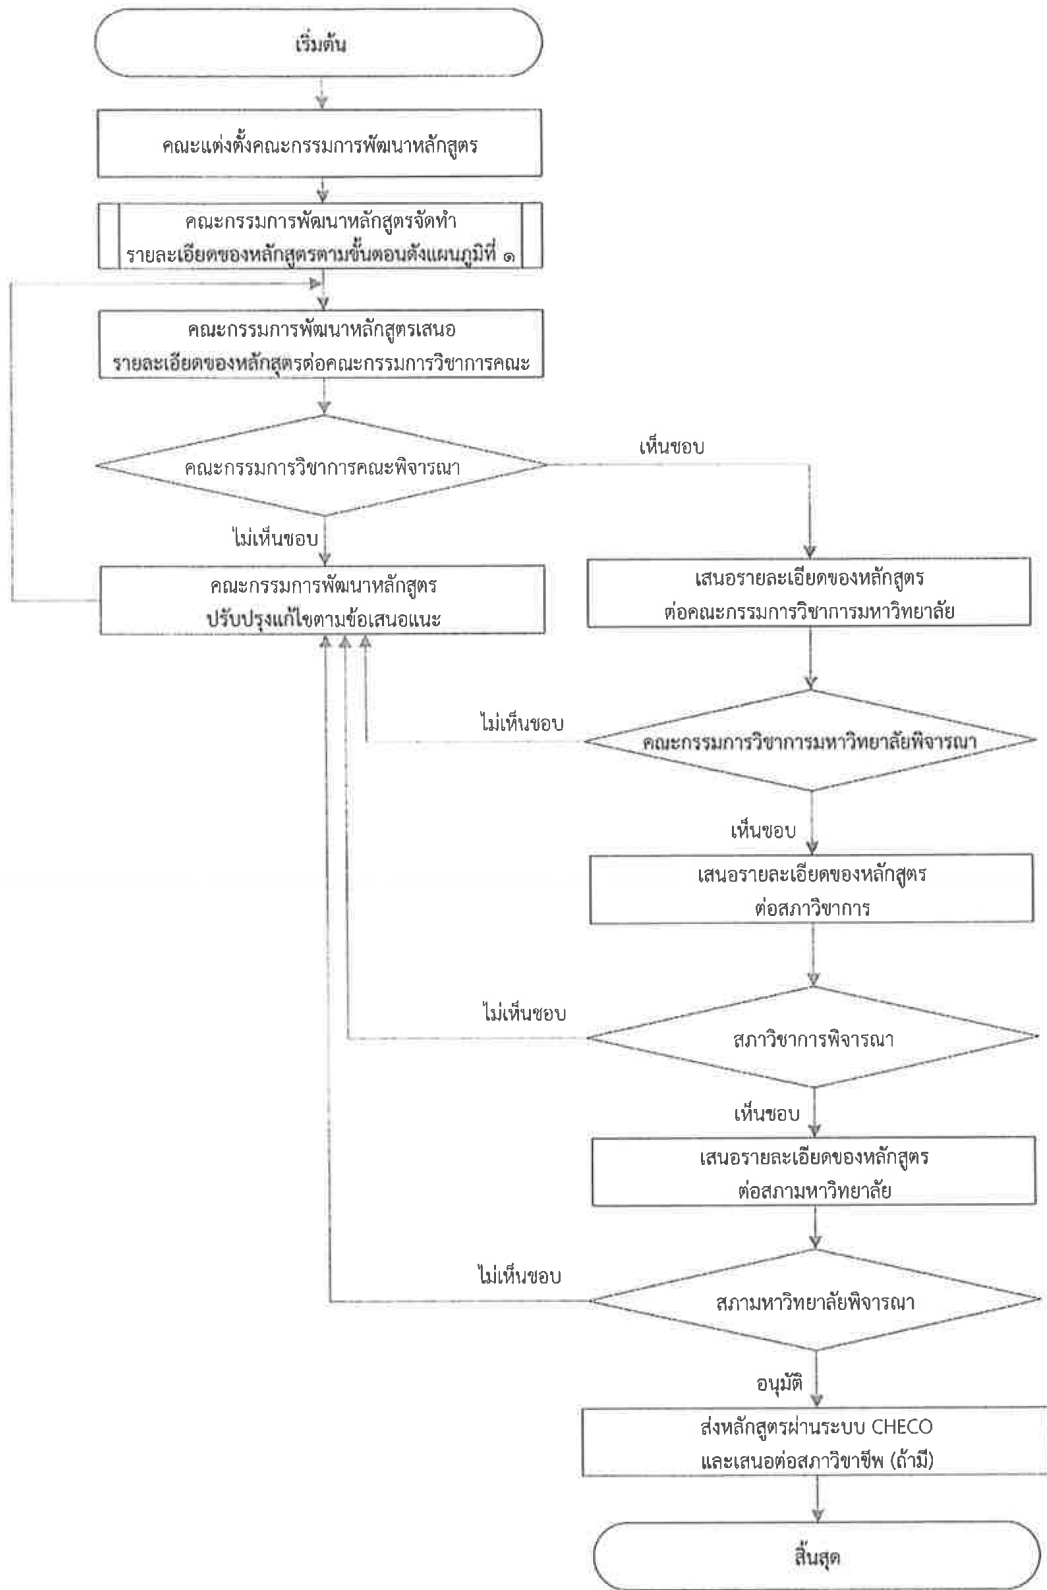 เริ่มต้น
คณะแต่งตั้งคณะกรรมการพัฒนาหลักสูตร
คณะกรรมการพัฒนาหลักสูตรจัดทำ
รายละเอียดของหลักสูตรตามขั้นตอนดังแผนภูมิที่ ๑
คณะกรรมการพัฒนาหลักสูตรเสนอ
รายละเอียดของหลักสูตรต่อคณะกรรมการวิชาการคณะ
คณะกรรมการวิชาการคณะพิจารณา
เห็นชอบ
ไม่เห็นชอบ
คณะกรรมการพัฒนาหลักสูตร
ปรับปรุงแก้ไขตามข้อเสนอแนะ
เสนอรายละเอียดของหลักสูตร
ต่อคณะกรรมการวิชาการมหาวิทยาลัย
ไม่เห็นชอบ
คณะกรรมการวิชาการมหาวิทยาลัยพิจารณา
เห็นชอบ
เสนอรายละเอียดของหลักสูตร
ต่อสภาวิชาการ
ไม่เห็นชอบ
สภาวิชาการพิจารณา
เห็นชอบ
เสนอรายละเอียดของหลักสูตร
ต่อสภามหาวิทยาลัย
ไม่เห็นชอบ
สภามหาวิทยาลัยพิจารณา
อนุมัติ
ส่งหลักสูตรผ่านระบบ CHECO
และเสนอต่อสภาวิชาชีพ (ถ้ามี)
สิ้นสุด